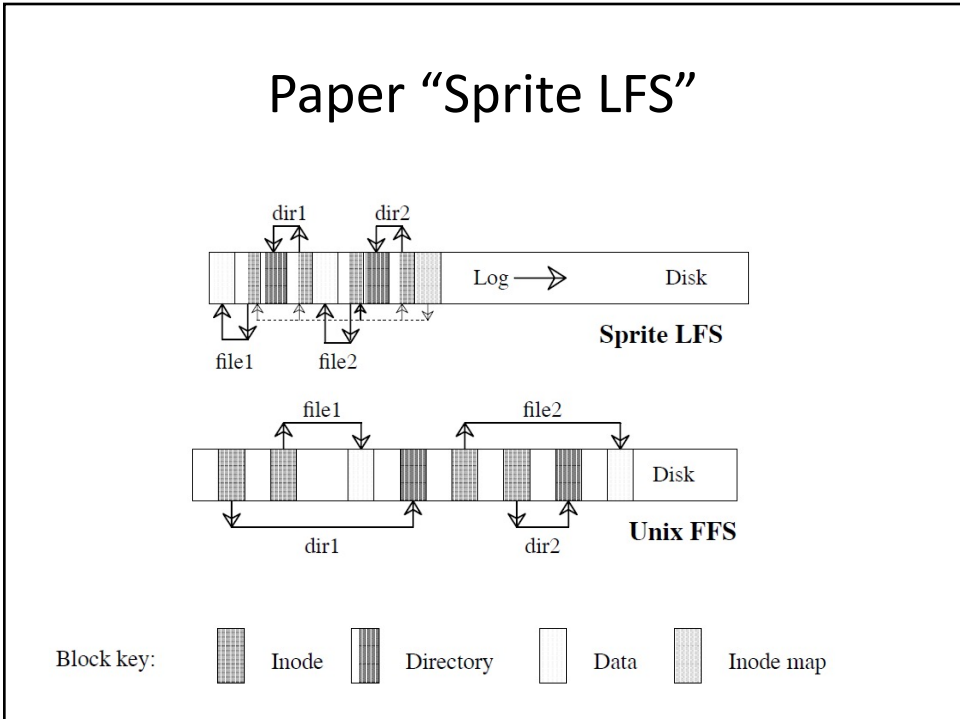 Paper “Sprite LFS”
dir1 dir2
Log Disk
Sprite LFS
file1 file2
file1 file2
Disk
Unix FFS
dir1 dir2
Block key: Inode Directory Data Inode map